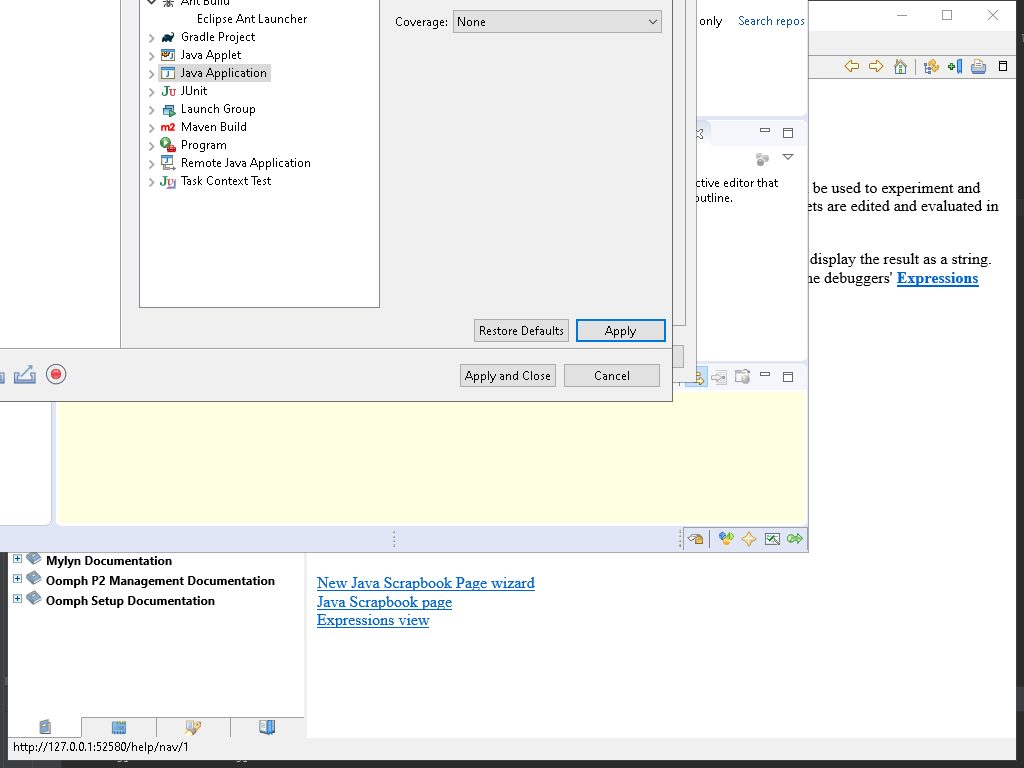 Ant Build
Eclipse Ant Launcher
Gradle Project
Java Applet
Java Application
JUnit
Launch Group
Maven Build
Program
Remote Java Application
Task Context Test
Coverage: None
only Search repos
ctive editor that
outline.
be used to experiment and
ets are edited and evaluated in
display the result as a string.
he debuggers' Expressions
Restore Defaults
Apply
Apply and Close
Cancel
Mylyn Documentation
Oomph P2 Management Documentation
Oomph Setup Documentation
New Java Scrapbook Page wizard
Java Scrapbook page
Expressions view
http://127.0.0.1:52580/help/nav/1